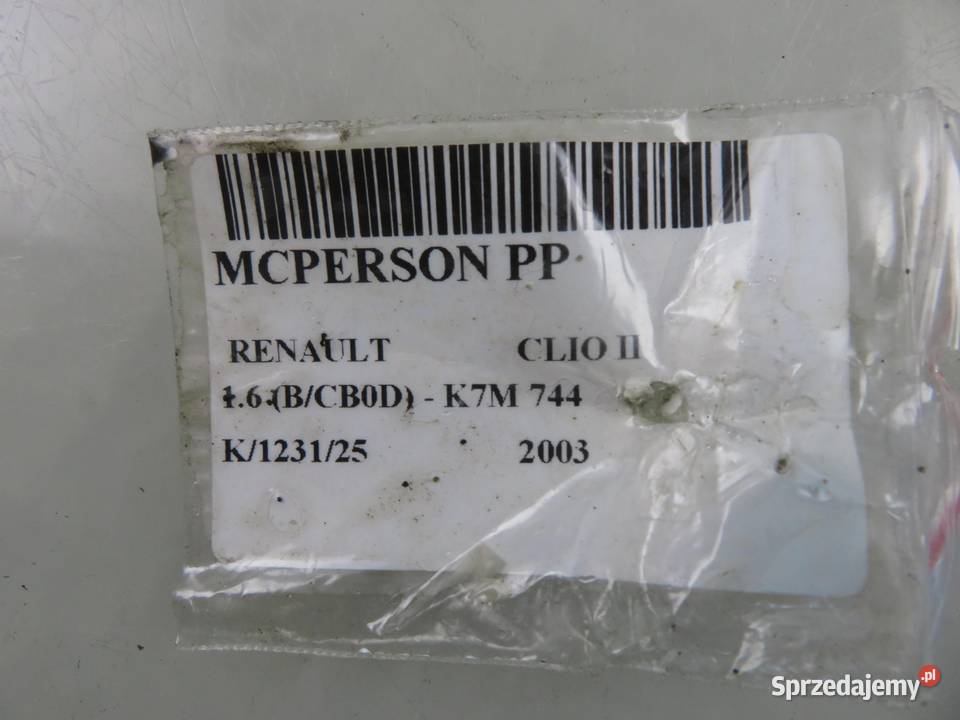 MCPERSON PP
RENAULT CLIO II
1.6 (B/CB0D) - K7M 744
K/1231/25 2003
Sprzedajemy.pl